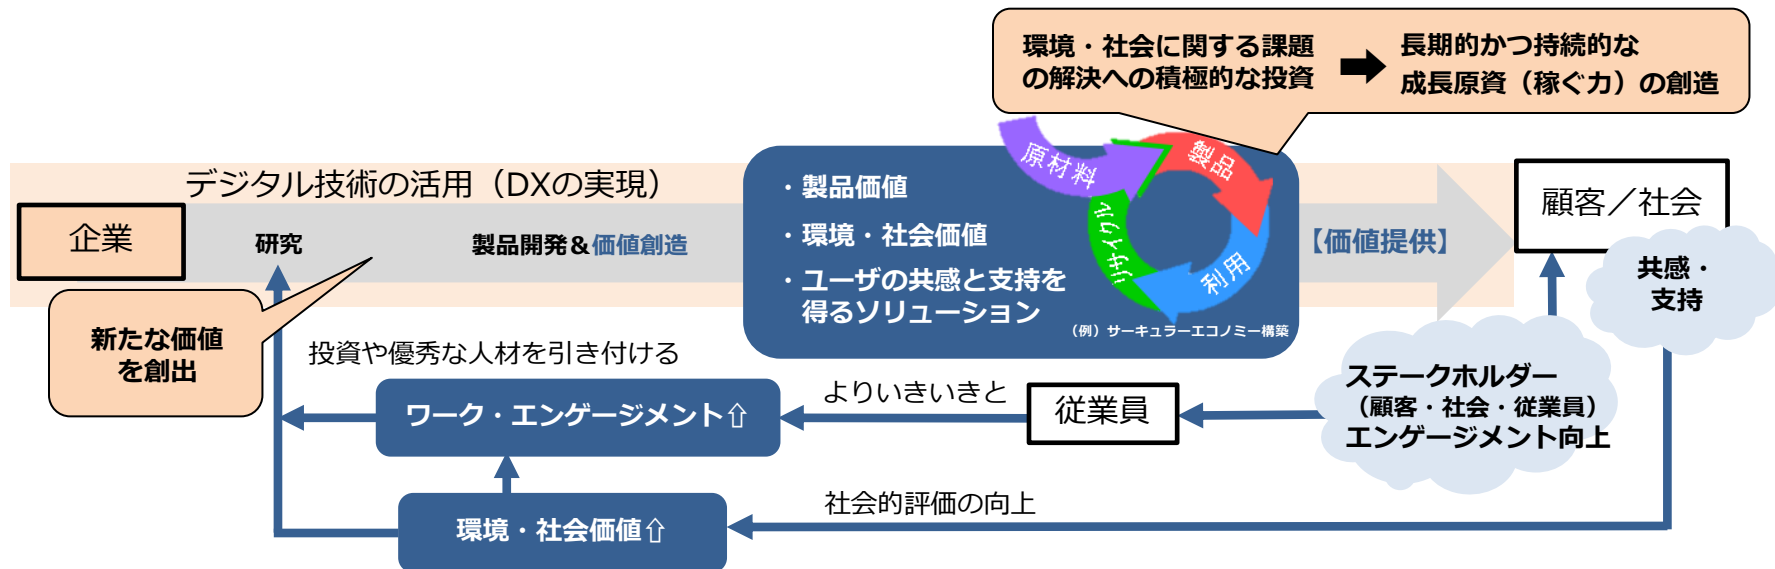 環境・社会に関する課題
の解決への積極的な投資
長期的かつ持続的な
成長原資（稼ぐ力）の創造
デジタル技術の活用（DXの実現）
企業
研究
製品開発＆価値創造
・製品価値
・環境・社会価値
・ユーザの共感と支持を
得るソリューション
原材料
製品
利用
リサイクル
（例）サーキュラーエコノミー構築
【価値提供】
顧客／社会
共感・
支持
新たな価値
を創出
投資や優秀な人材を引き付ける
ワーク・エンゲージメント⇧
よりいきいきと
従業員
ステークホルダー
（顧客・社会・従業員）
エンゲージメント向上
環境・社会価値⇧
社会的評価の向上